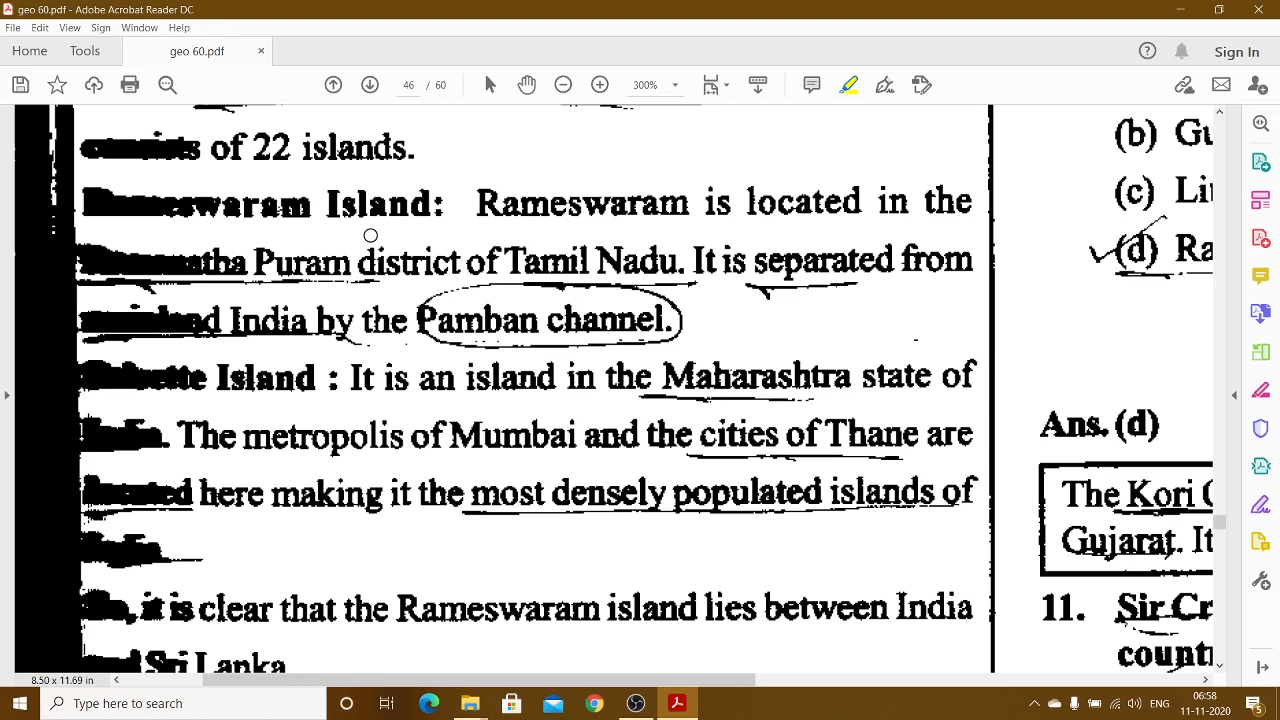 geo 60.pdf - Adobe Acrobat Reader DC
File Edit View Sign Window Help
Home Tools geo 60.pdf × Sign In
46 / 60 300%
of 22 islands.
Rameswaram Island: Rameswaram is located in the
Puram district of Tamil Nadu. It is separated from
India by the Pamban channel.
Island : It is an island in the Maharashtra state of
The metropolis of Mumbai and the cities of Thane are
located here making it the most densely populated islands of
it is clear that the Rameswaram island lies between India
Sri Lanka
(b) Gu
(c) Li
(d) Ra
Ans. (d)
The Kori C
Gujarat. It
11. Sir Cr
countr
8.50 x 11.69 in
Type here to search
ENG
06:58
11-11-2020
5